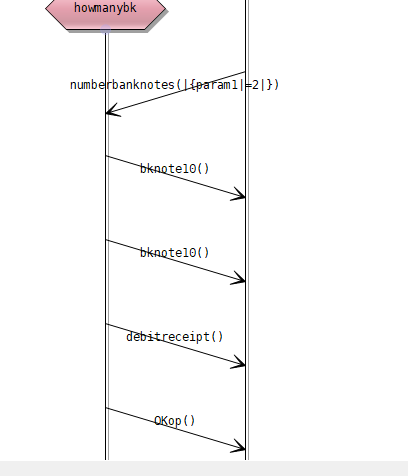 howmanybk
numberbanknotes(|{param1|=2|})
bknote10()
bknote10()
debitreceipt()
OKop()